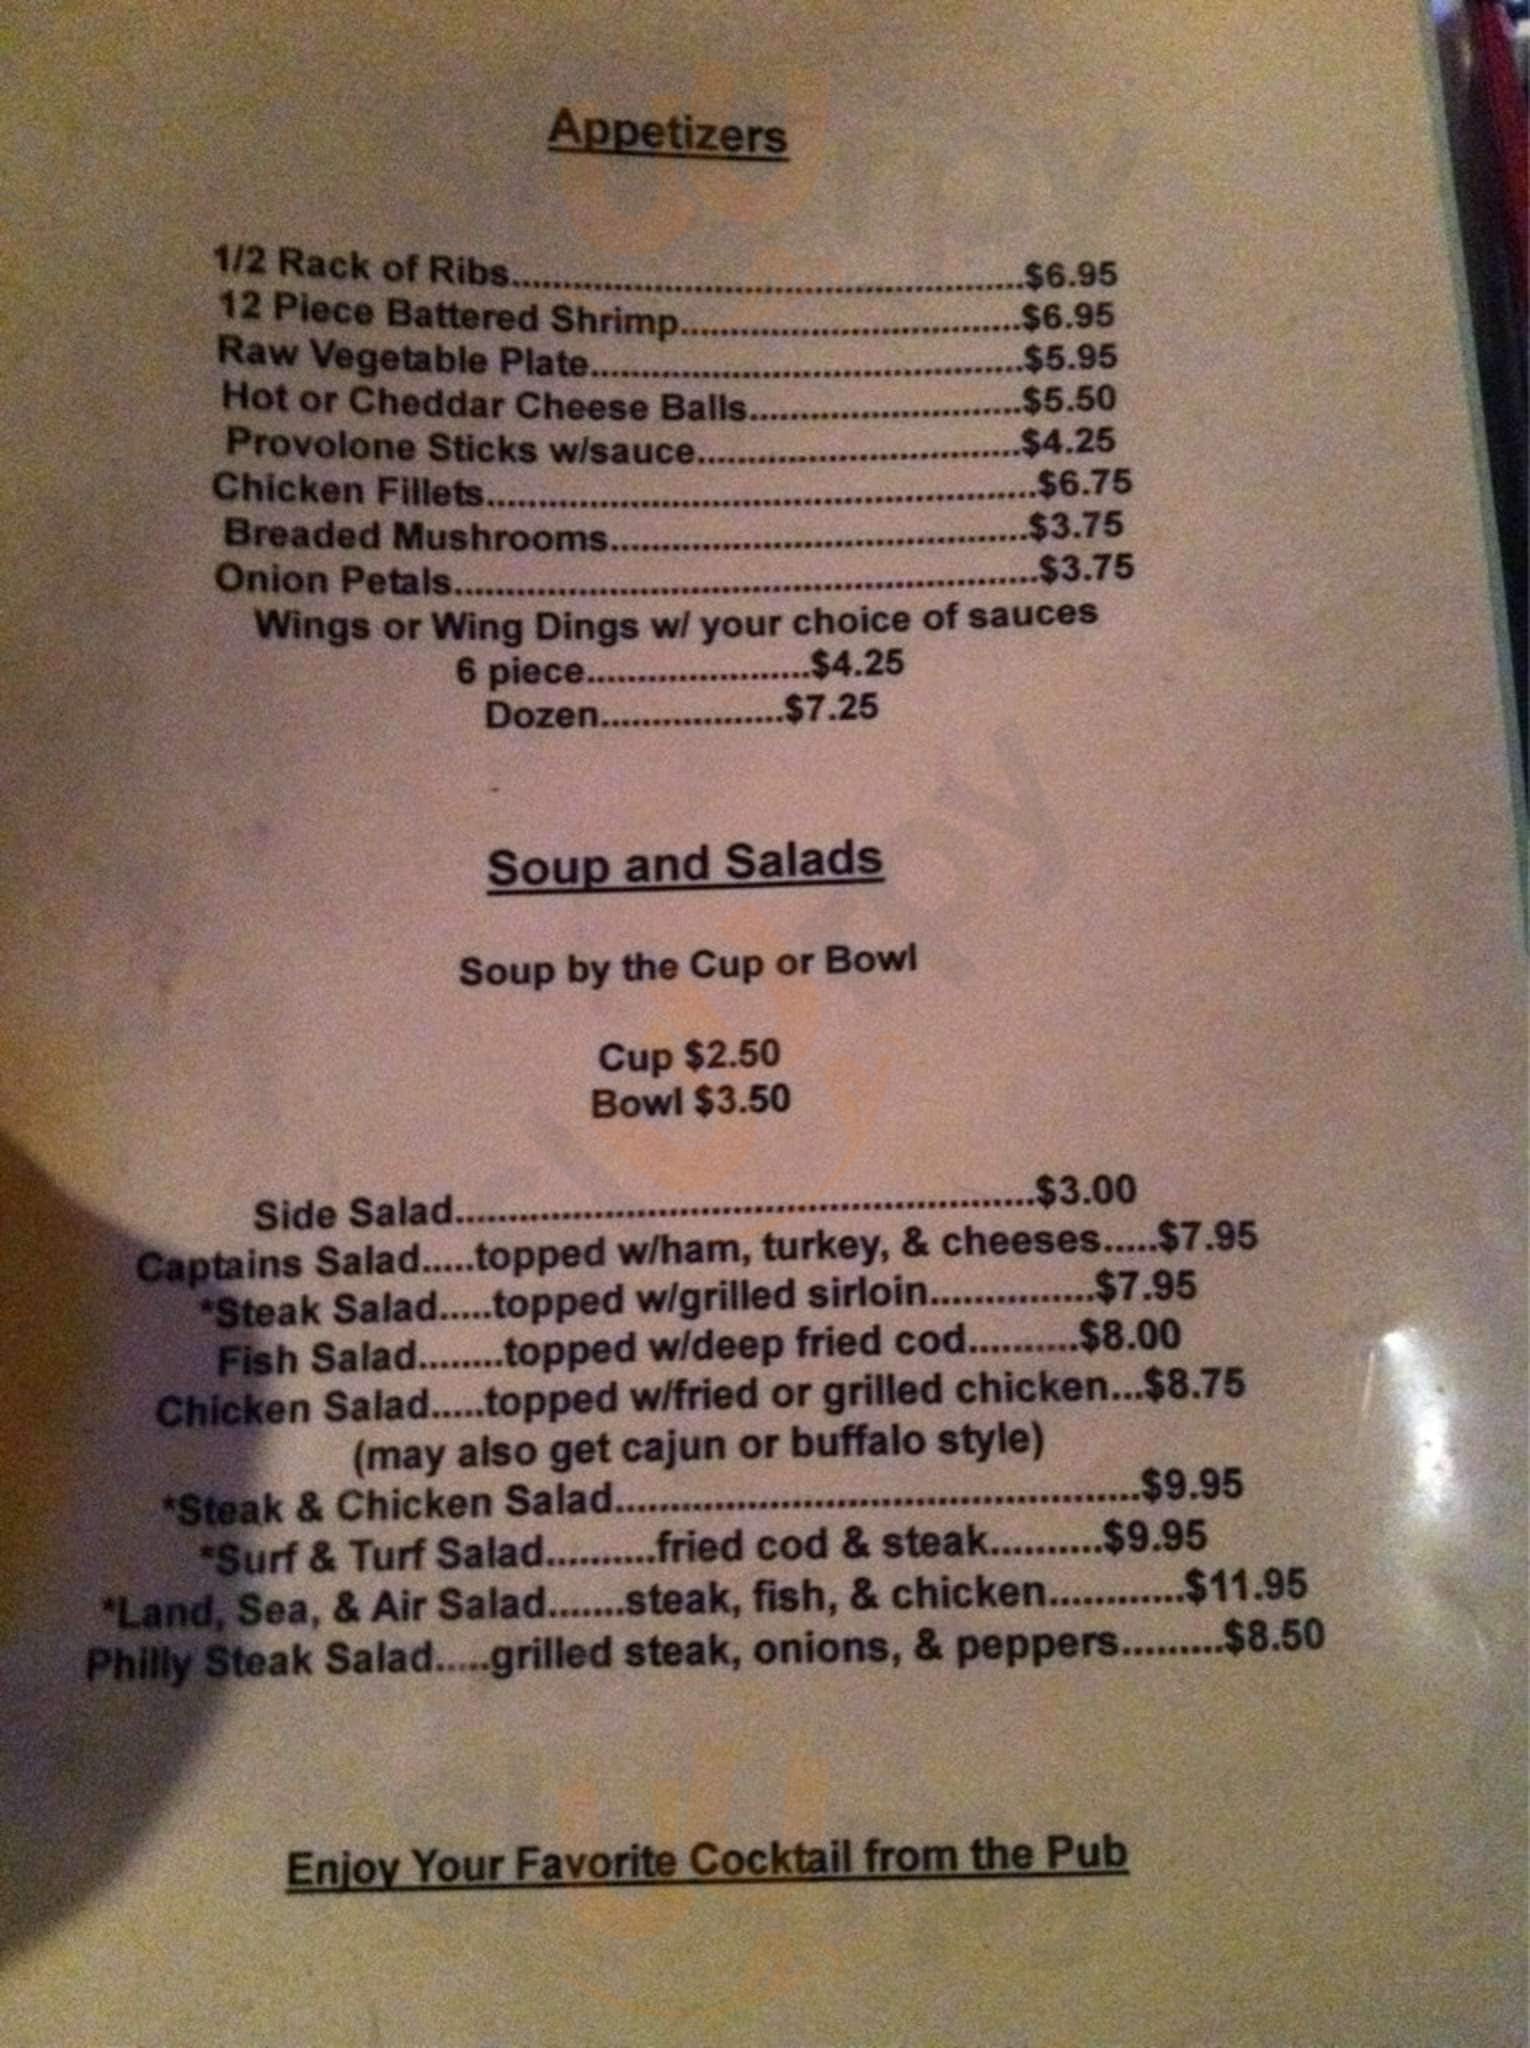 Appetizers
1/2 Rack of Ribs..................................................$6.95
12 Piece Battered Shrimp.................................$6.95
Raw Vegetable Plate..........................................$5.95
Hot or Cheddar Cheese Balls..........................$5.50
Provolone Sticks w/sauce...............................$4.25
Chicken Fillets.....................................................$6.75
Breaded Mushrooms........................................$3.75
Onion Petals........................................................$3.75
Wings or Wing Dings w/ your choice of sauces
6 piece......................$4.25
Dozen..................$7.25
Soup and Salads
Soup by the Cup or Bowl
Cup $2.50
Bowl $3.50
Side Salad......................................................$3.00
Captains Salad.....topped w/ham, turkey, & cheeses.....$7.95
*Steak Salad.....topped w/grilled sirloin...............$7.95
Fish Salad........topped w/deep fried cod..........$8.00
Chicken Salad.....topped w/fried or grilled chicken...$8.75
(may also get cajun or buffalo style)
*Steak & Chicken Salad................................................$9.95
*Surf & Turf Salad..........fried cod & steak..........$9.95
*Land, Sea, & Air Salad.......steak, fish, & chicken............$11.95
Philly Steak Salad.....grilled steak, onions, & peppers.........$8.50
Enjoy Your Favorite Cocktail from the Pub